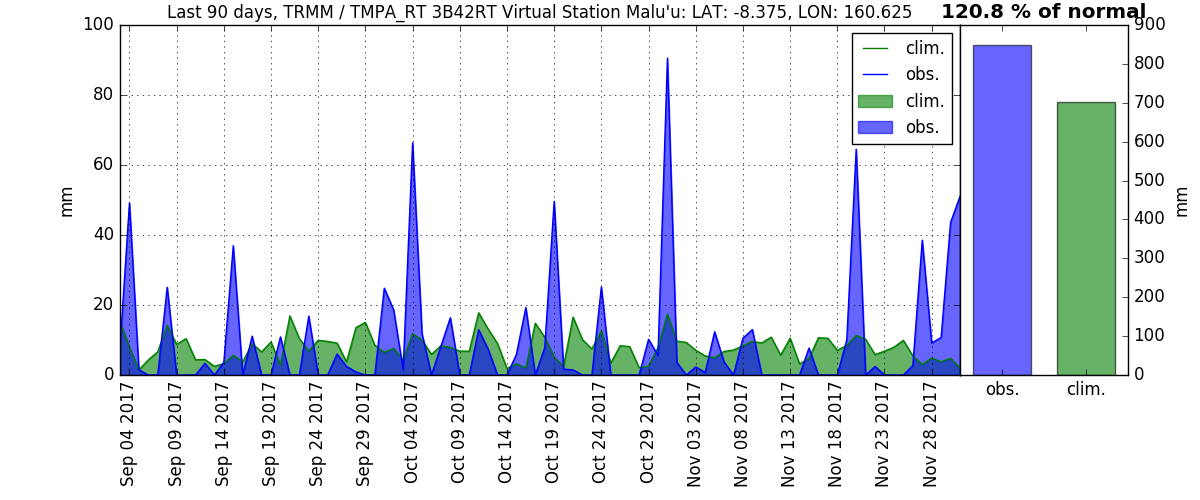 Last 90 days, TRMM / TMPA_RT 3B42RT Virtual Station Malu'u: LAT: -8.375, LON: 160.625
120.8 % of normal
100
80
60
40
20
0
mm
clim.
obs.
clim.
obs.
900
800
700
600
500
400
300
200
100
0
mm
obs.
clim.
Sep 04 2017
Sep 09 2017
Sep 14 2017
Sep 19 2017
Sep 24 2017
Sep 29 2017
Oct 04 2017
Oct 09 2017
Oct 14 2017
Oct 19 2017
Oct 24 2017
Oct 29 2017
Nov 03 2017
Nov 08 2017
Nov 13 2017
Nov 18 2017
Nov 23 2017
Nov 28 2017